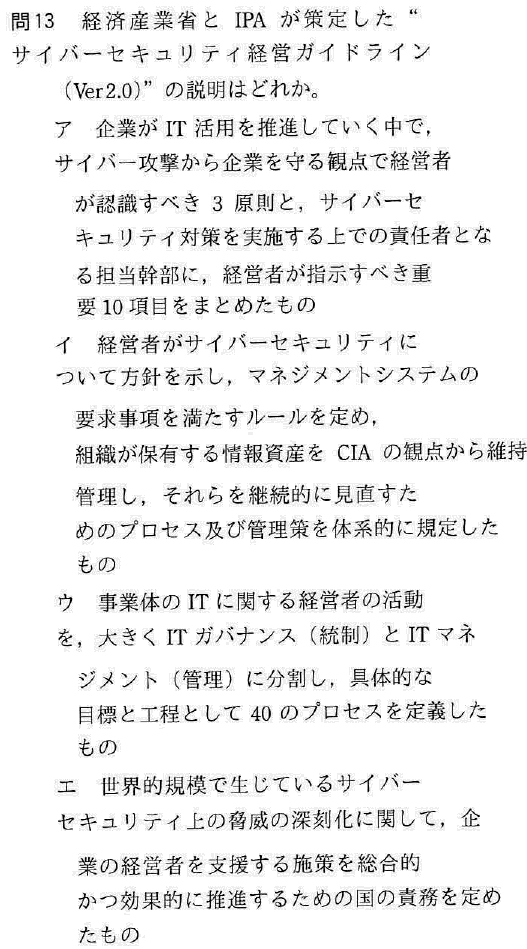 問13　経済産業省と IPA が策定した“
サイバーセキュリティ経営ガイドライン
（Ver2.0）”の説明はどれか。
ア　企業が IT 活用を推進していく中で，
サイバー攻撃から企業を守る観点で経営者
が認識すべき 3 原則と，サイバーセ
キュリティ対策を実施する上での責任者とな
る担当幹部に，経営者が指示すべき重
要 10 項目をまとめたもの
イ　経営者がサイバーセキュリティに
ついて方針を示し，マネジメントシステムの
要求事項を満たすルールを定め，
組織が保有する情報資産を CIA の観点から維持
管理し，それらを継続的に見直すた
めのプロセス及び管理策を体系的に規定した
もの
ウ　事業体の IT に関する経営者の活動
を，大きく IT ガバナンス（統制）と IT マネ
ジメント（管理）に分割し，具体的な
目標と工程として 40 のプロセスを定義した
もの
エ　世界的規模で生じているサイバー
セキュリティ上の脅威の深刻化に関して，企
業の経営者を支援する施策を総合的
かつ効果的に推進するための国の責務を定め
たもの